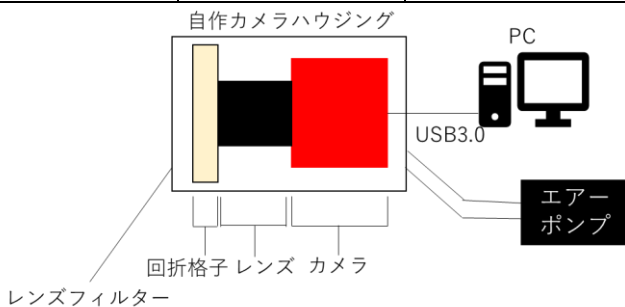 自作カメラハウジング
PC
USB3.0
エアー
ポンプ
回折格子 レンズ カメラ
レンズフィルター